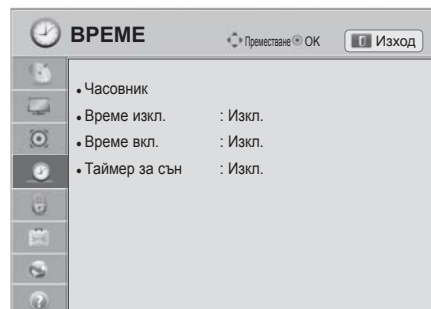 ВРЕМЕ Преместване OK Изход
• Часовник
• Време изкл. : Изкл.
• Време вкл. : Изкл.
• Таймер за сън : Изкл.